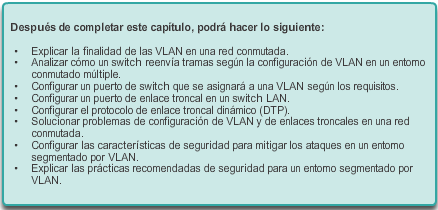 Después de completar este capítulo, podrá hacer lo siguiente:
• Explicar la finalidad de las VLAN en una red conmutada.
• Analizar cómo un switch reenvía tramas según la configuración de VLAN en un entorno
conmutado múltiple.
• Configurar un puerto de switch que se asignará a una VLAN según los requisitos.
• Configurar un puerto de enlace troncal en un switch LAN.
• Configurar el protocolo de enlace troncal dinámico (DTP).
• Solucionar problemas de configuración de VLAN y de enlaces troncales en una red
conmutada.
• Configurar las características de seguridad para mitigar los ataques en un entorno
segmentado por VLAN.
• Explicar las prácticas recomendadas de seguridad para un entorno segmentado por
VLAN.